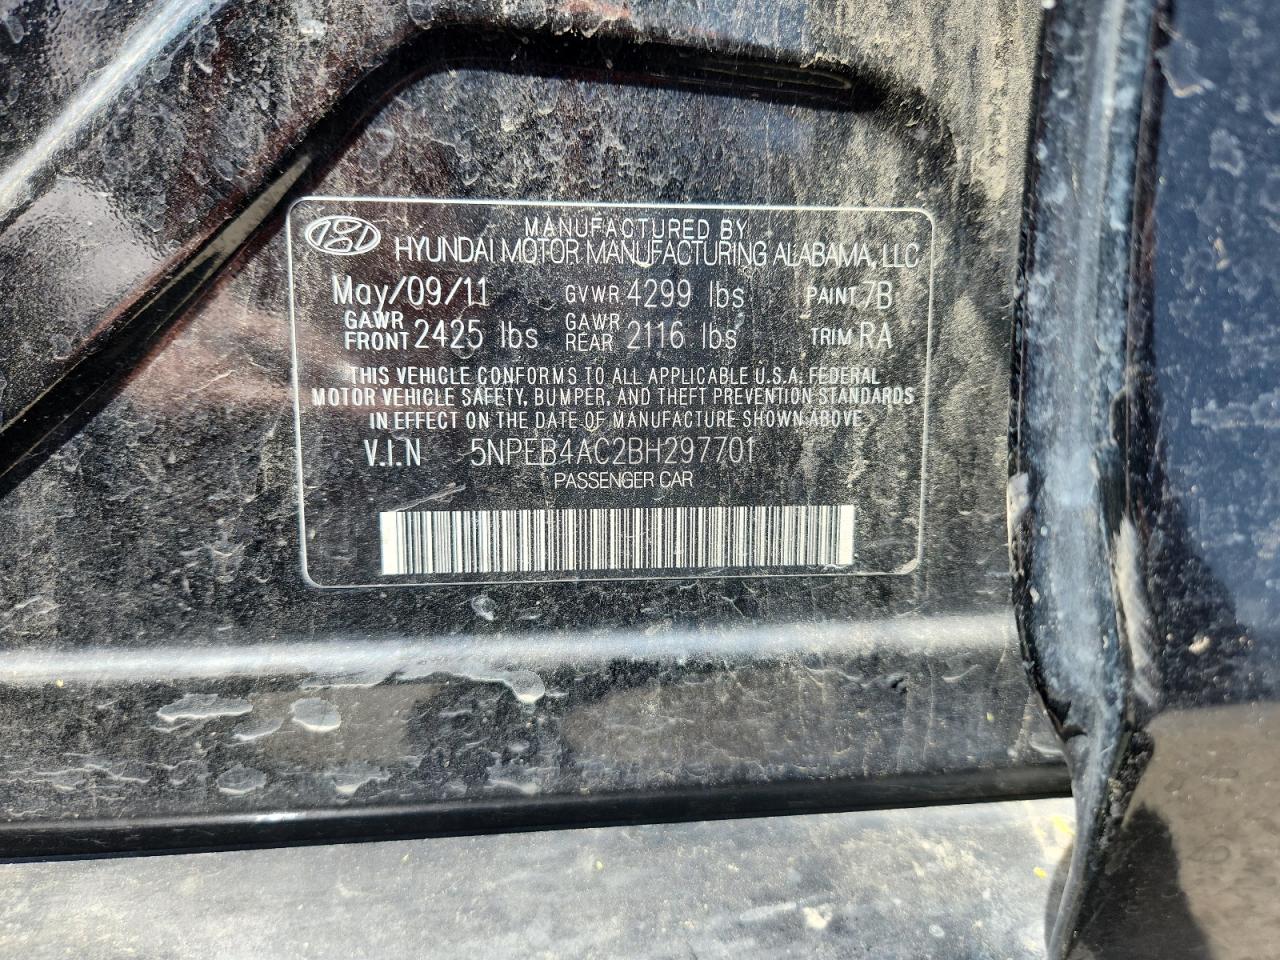 MANUFACTURED BY
HYUNDAI MOTOR MANUFACTURING ALABAMA, LLC
May/09/11 GVWR 4299 lbs PAINT 7B
GAWR FRONT 2425 lbs GAWR REAR 2116 lbs TRIM RA
THIS VEHICLE CONFORMS TO ALL APPLICABLE U.S.A. FEDERAL
MOTOR VEHICLE SAFETY, BUMPER, AND THEFT PREVENTION STANDARDS
IN EFFECT ON THE DATE OF MANUFACTURE SHOWN ABOVE.
V.I.N 5NPEB4AC2BH297701
PASSENGER CAR